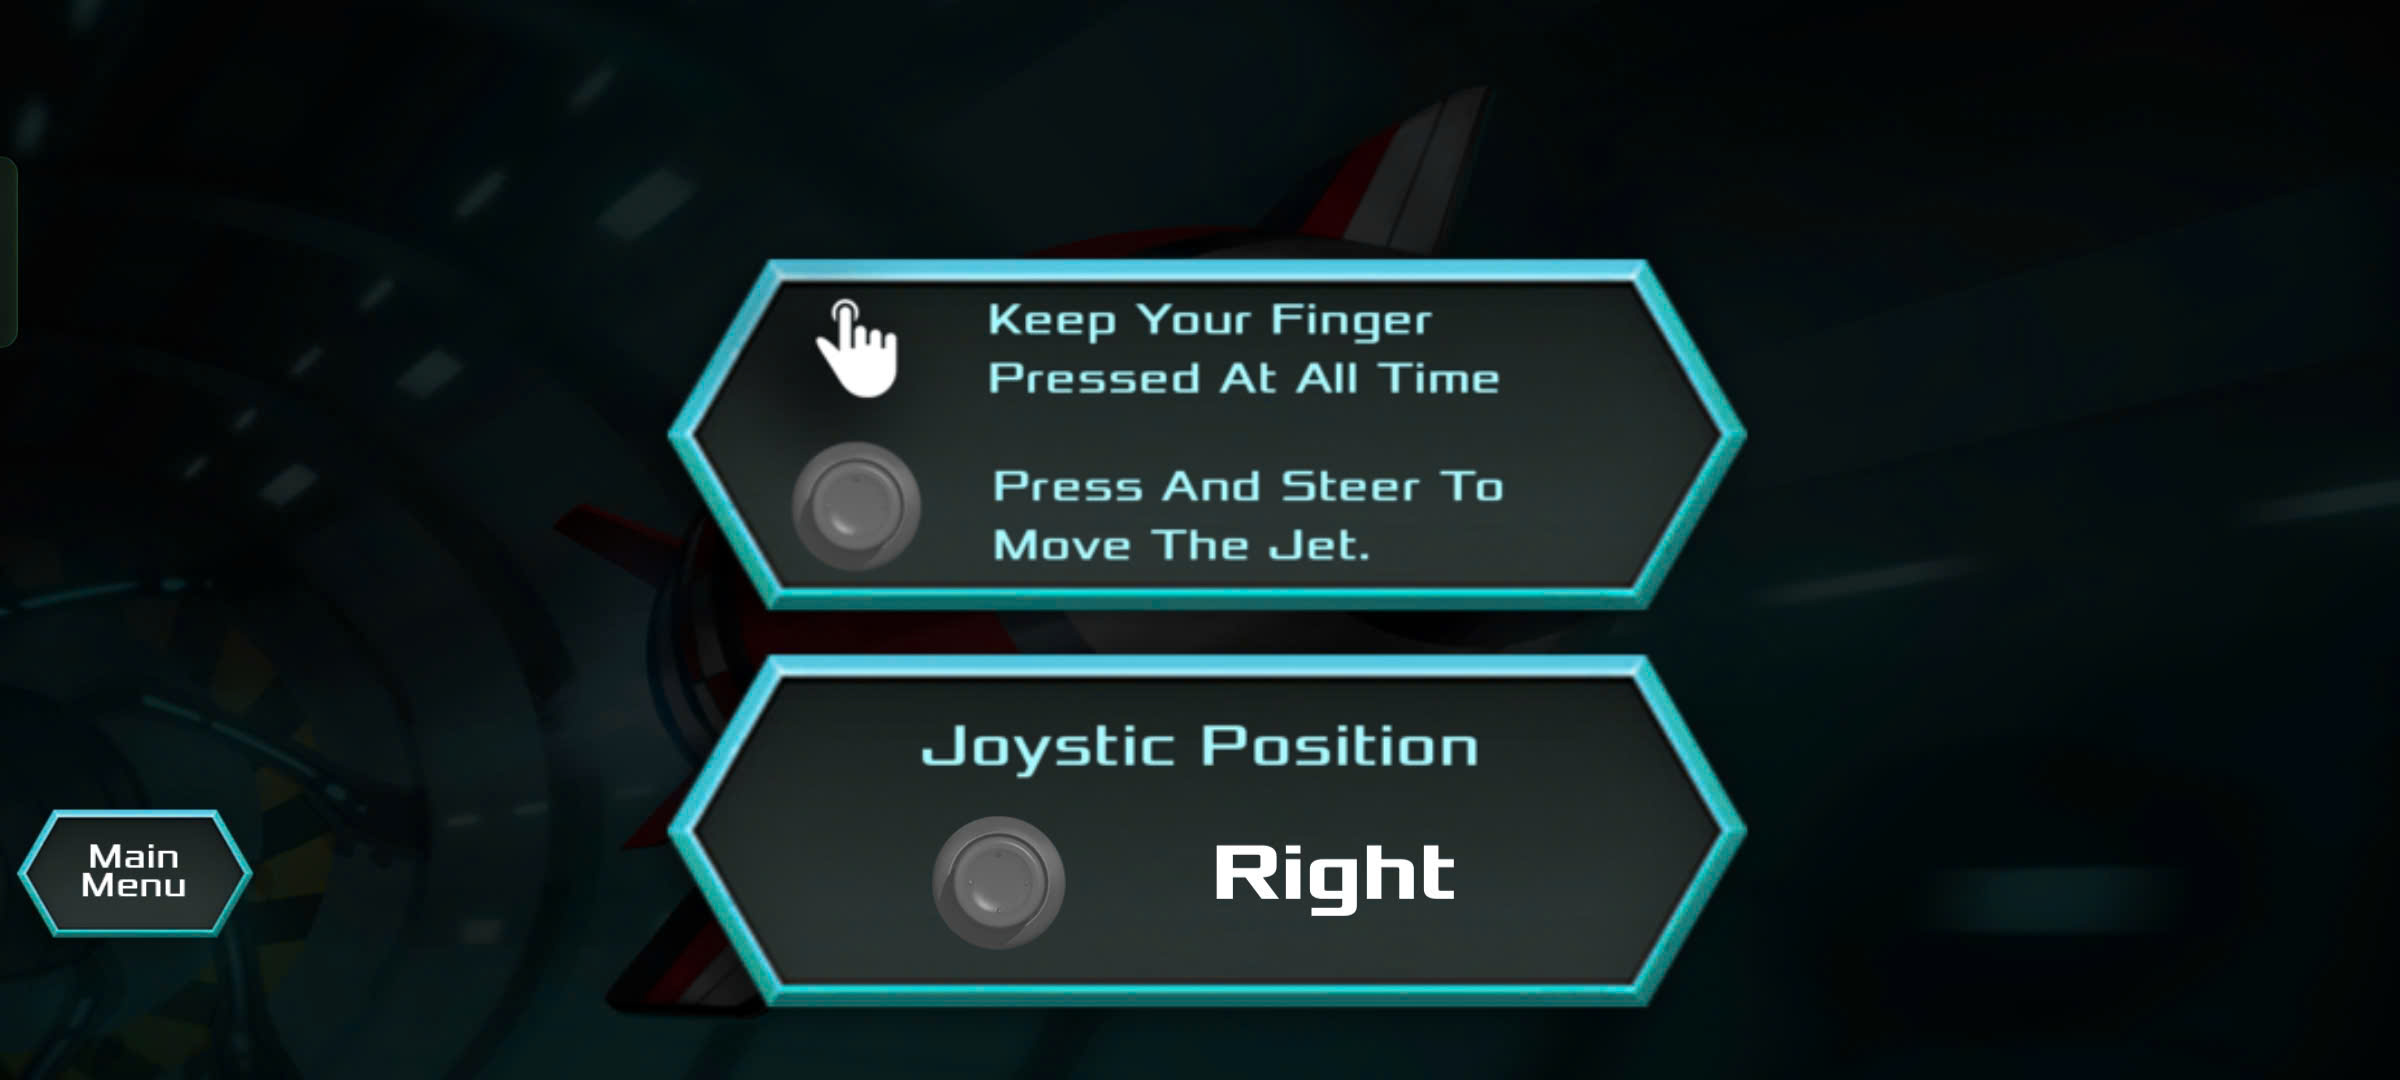 Keep Your Finger
Pressed At All Time
Press And Steer To
Move The Jet.
Joystic Position
Right
Main
Menu